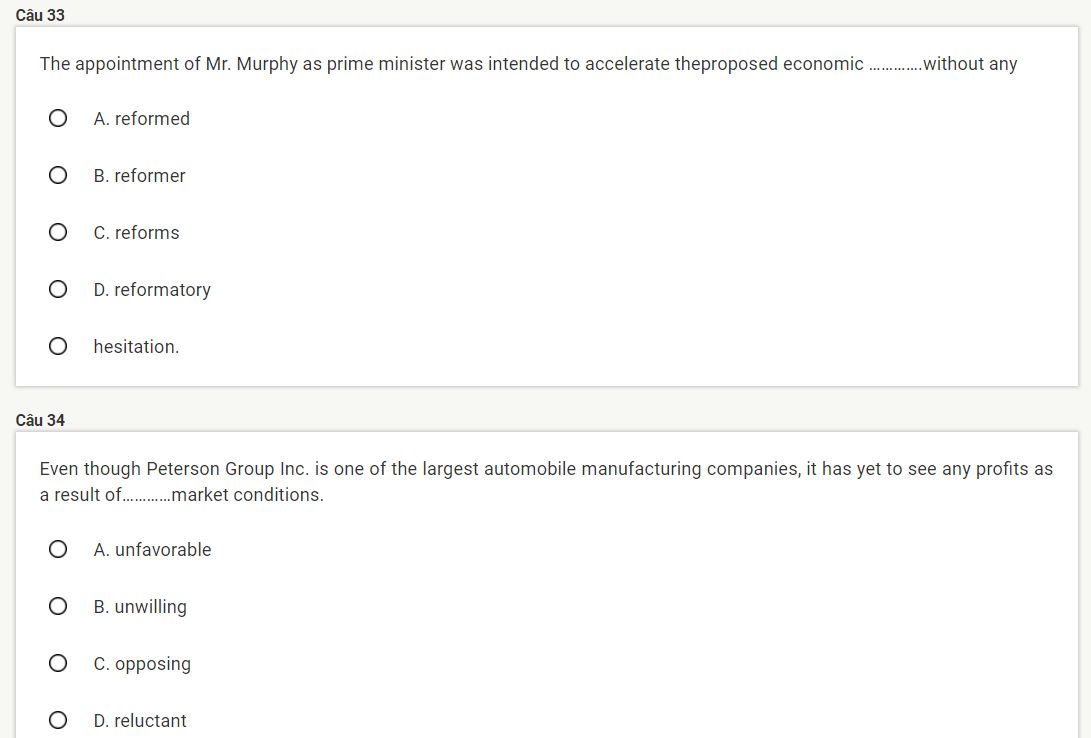 Câu 33
The appointment of Mr. Murphy as prime minister was intended to accelerate theproposed economic .............without any
A. reformed
B. reformer
C. reforms
D. reformatory
hesitation.
Câu 34
Even though Peterson Group Inc. is one of the largest automobile manufacturing companies, it has yet to see any profits as
a result of............market conditions.
A. unfavorable
B. unwilling
C. opposing
D. reluctant